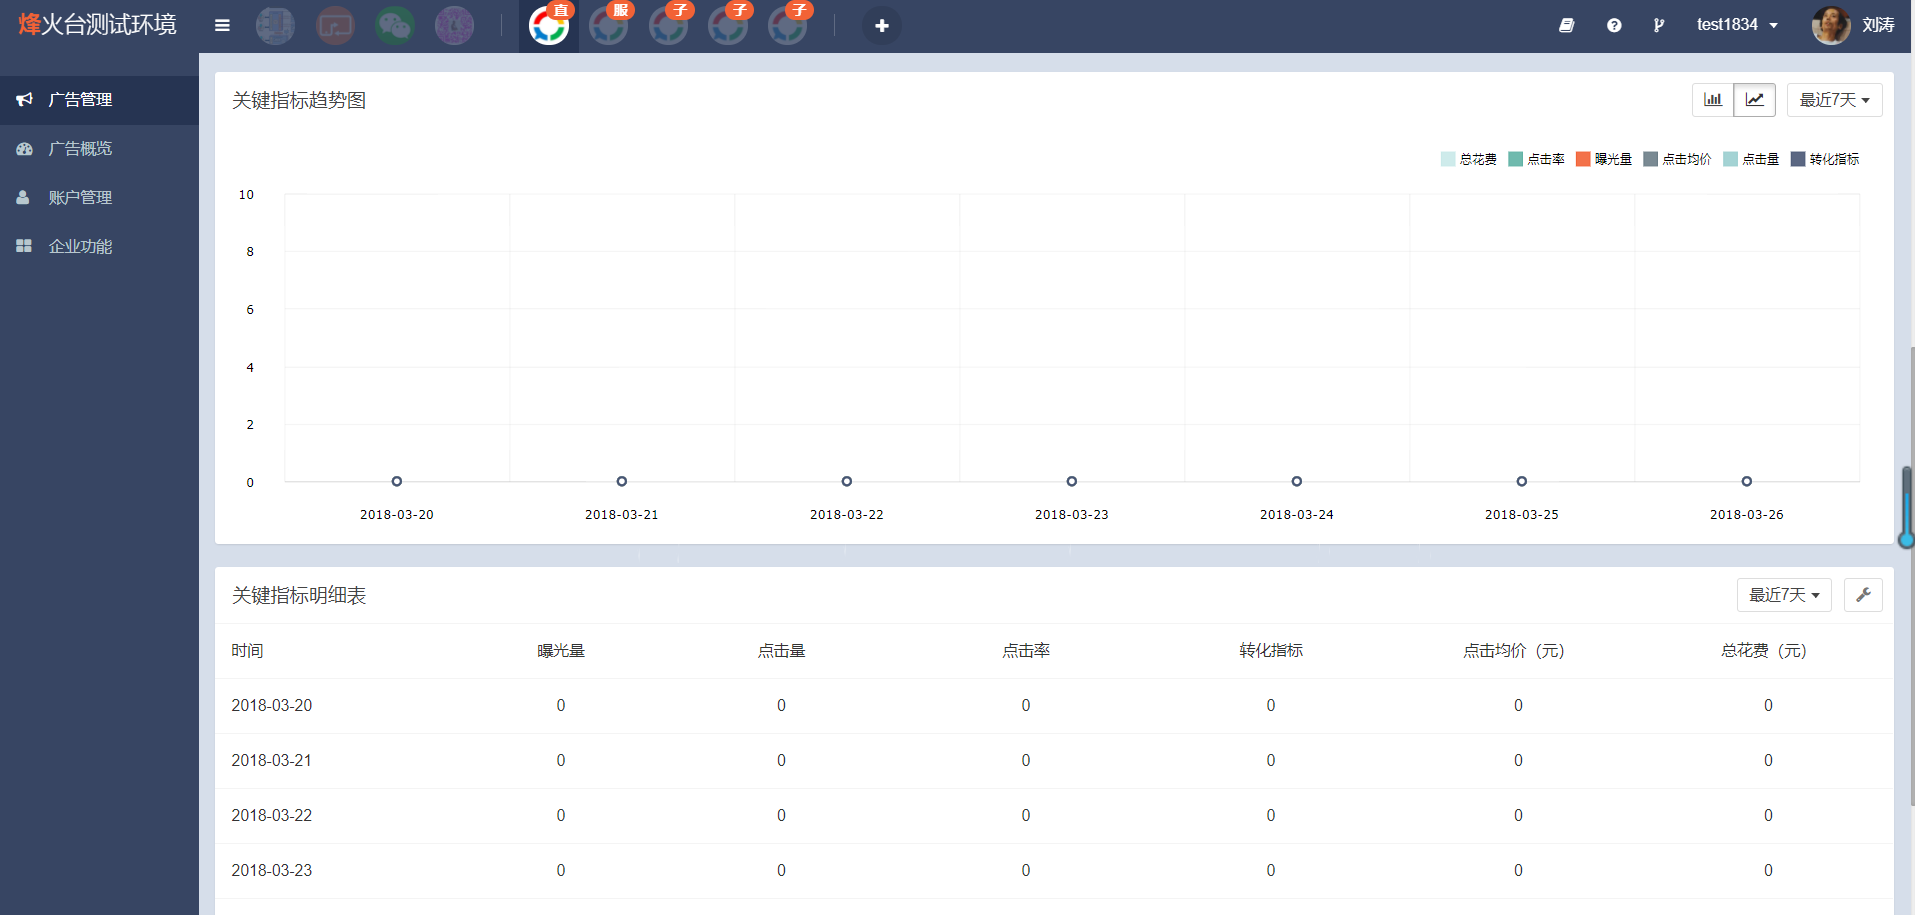 烽火台测试环境
直
服
子
子
子
test1834
刘涛
广告管理
广告概览
账户管理
企业功能
关键指标趋势图
最近7天
总花费 点击率 曝光量 点击均价 点击量 转化指标
10
8
6
4
2
0
2018-03-20 2018-03-21 2018-03-22 2018-03-23 2018-03-24 2018-03-25 2018-03-26
关键指标明细表
最近7天
时间 曝光量 点击量 点击率 转化指标 点击均价（元） 总花费（元）
2018-03-20 0 0 0 0 0 0
2018-03-21 0 0 0 0 0 0
2018-03-22 0 0 0 0 0 0
2018-03-23 0 0 0 0 0 0